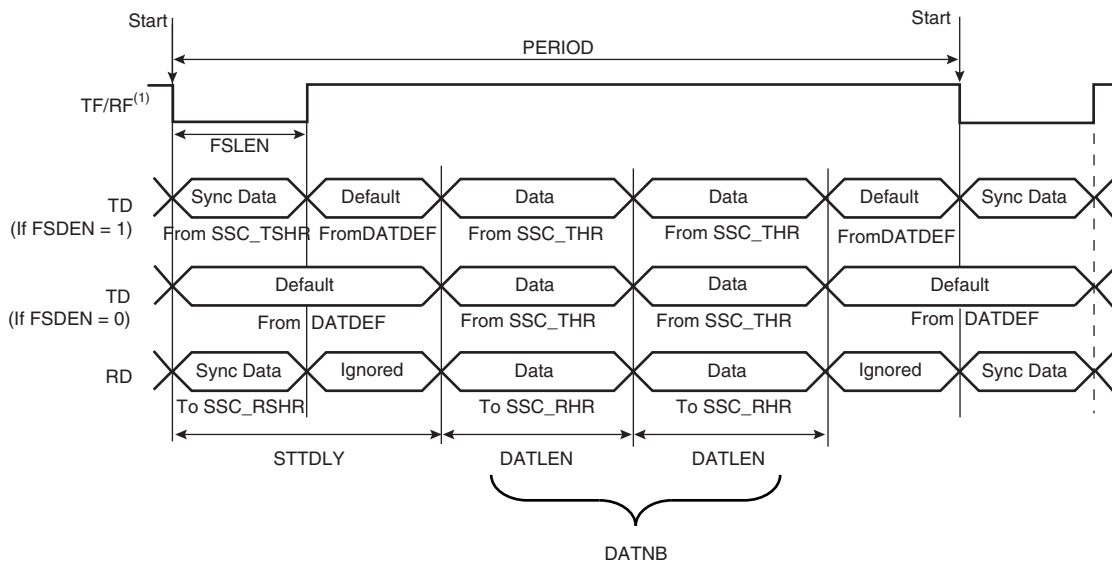 Start Start
PERIOD
TF/RF(1)
FSLEN
TD
(If FSDEN = 1)
Sync Data Default Data Data Default Sync Data
From SSC_TSHR FromDATDEF From SSC_THR From SSC_THR FromDATDEF
TD
(If FSDEN = 0)
Default Data Data Default
From DATDEF From SSC_THR From SSC_THR From DATDEF
RD
Sync Data Ignored Data Data Ignored Sync Data
To SSC_RSHR To SSC_RHR To SSC_RHR
STTDLY DATLEN DATLEN
DATNB